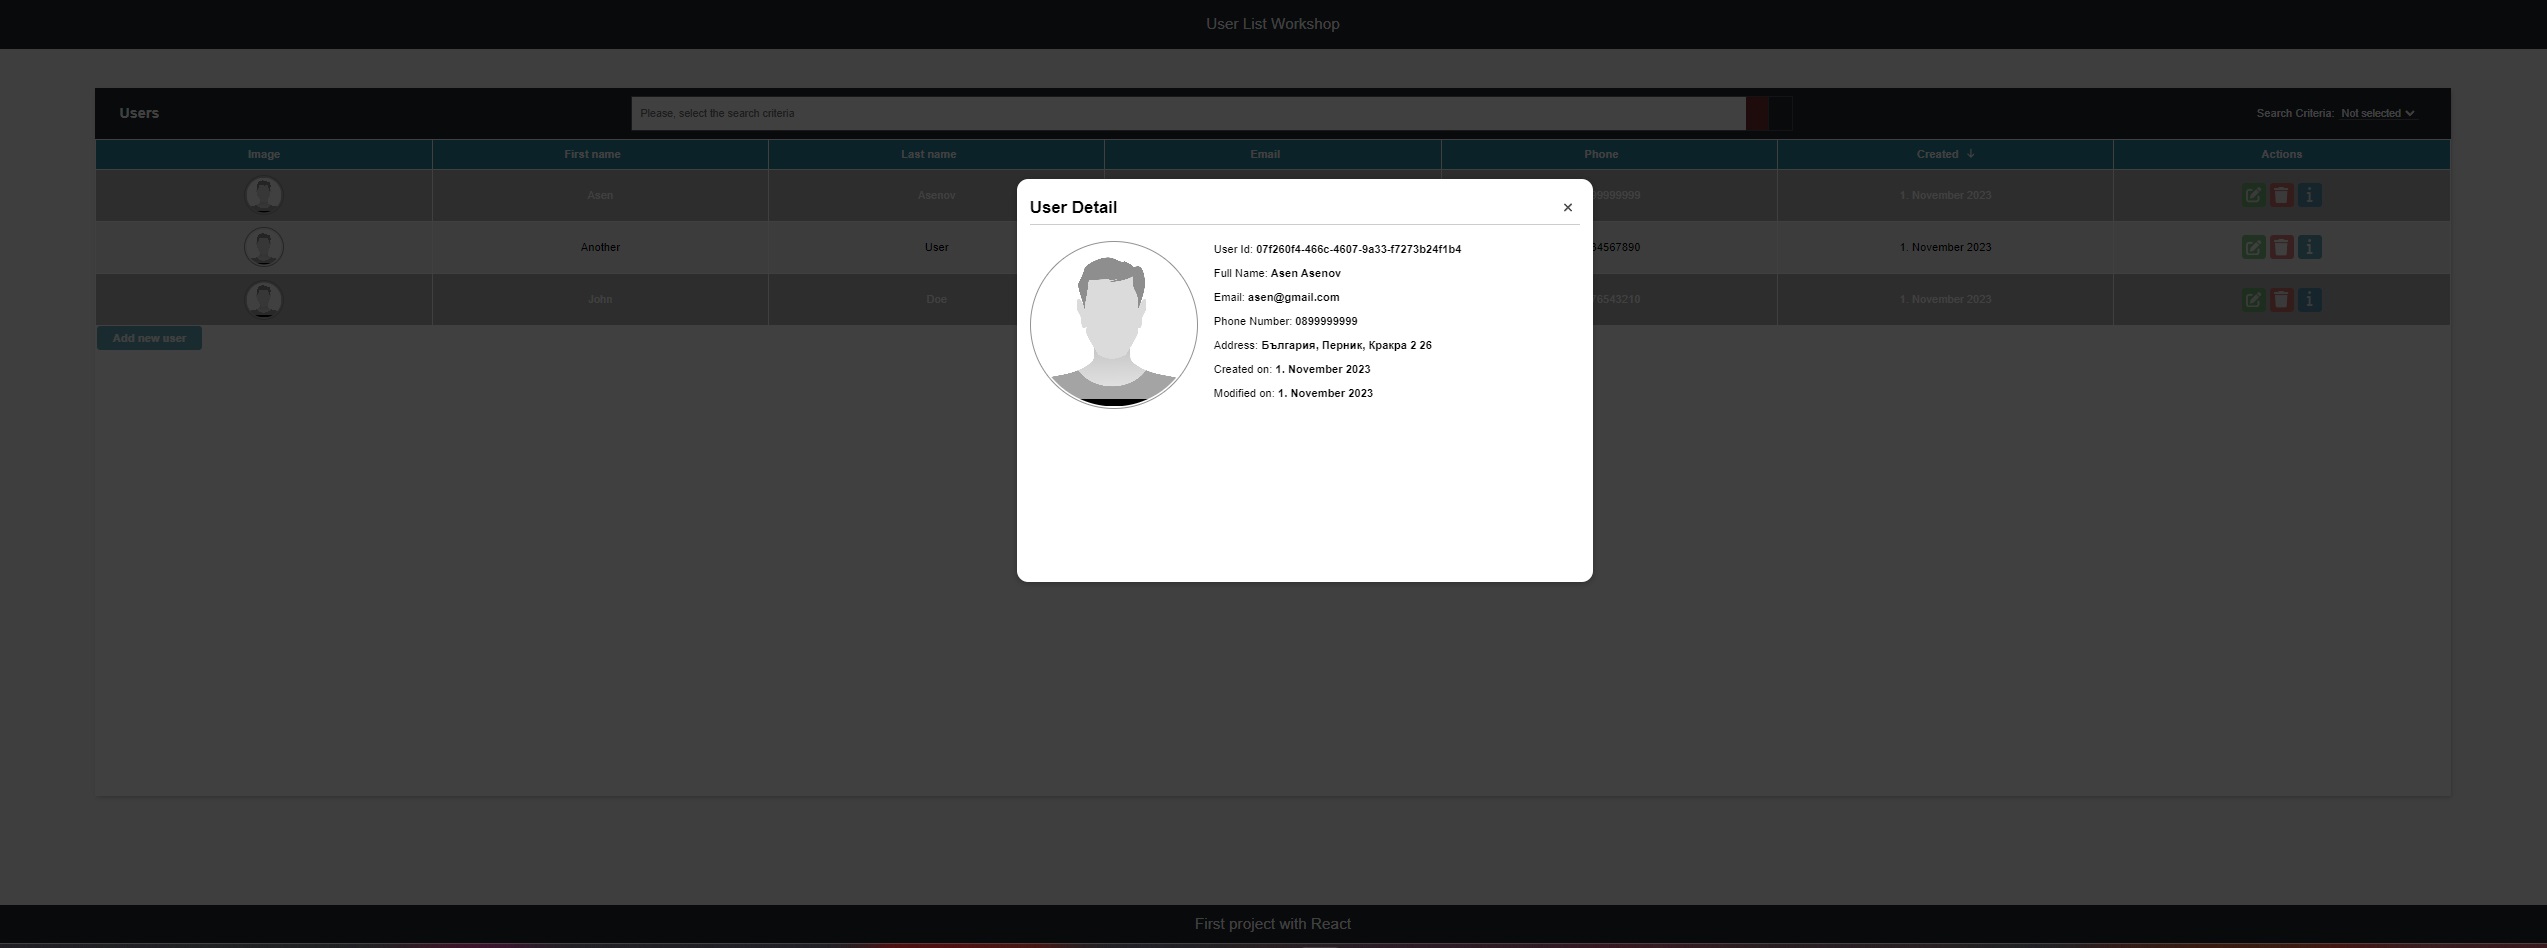 User List Workshop
Users
Please, select the search criteria
Search Criteria: Not selected
Image First name Last name Email Phone Created ↓ Actions
Asen Asenov 9999999 1. November 2023
Another User 34567890 1. November 2023
John Doe 76543210 1. November 2023
Add new user
User Detail ×
User Id: 07f260f4-466c-4607-9a33-f7273b24f1b4
Full Name: Asen Asenov
Email: asen@gmail.com
Phone Number: 0899999999
Address: България, Перник, Кракра 2 26
Created on: 1. November 2023
Modified on: 1. November 2023
First project with React